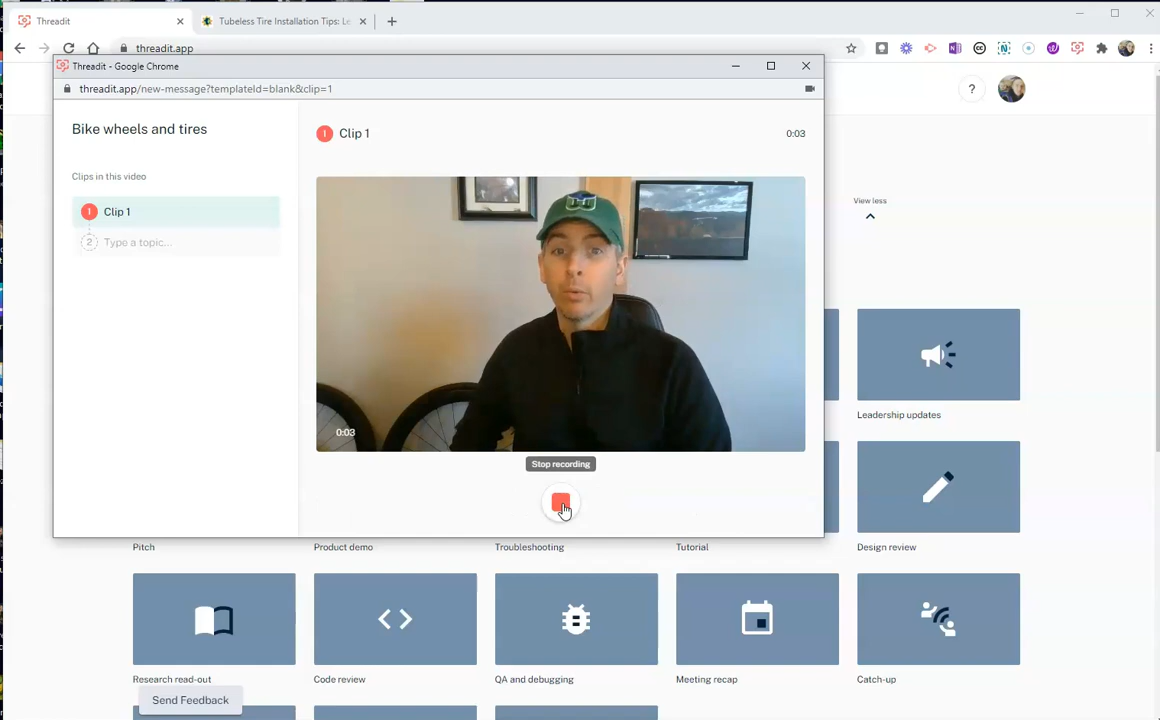 Threadit
Tubeless Tire Installation Tips: Le
threadit.app
Threadit - Google Chrome
threadit.app/new-message?templateId=blank&clip=1
?
Bike wheels and tires
1 Clip 1
0:03
Clips in this video
1 Clip 1
2 Type a topic...
View less
0:03
Stop recording
Leadership updates
Pitch
Product demo
Troubleshooting
Tutorial
Design review
Research read-out
Code review
QA and debugging
Meeting recap
Catch-up
Send Feedback